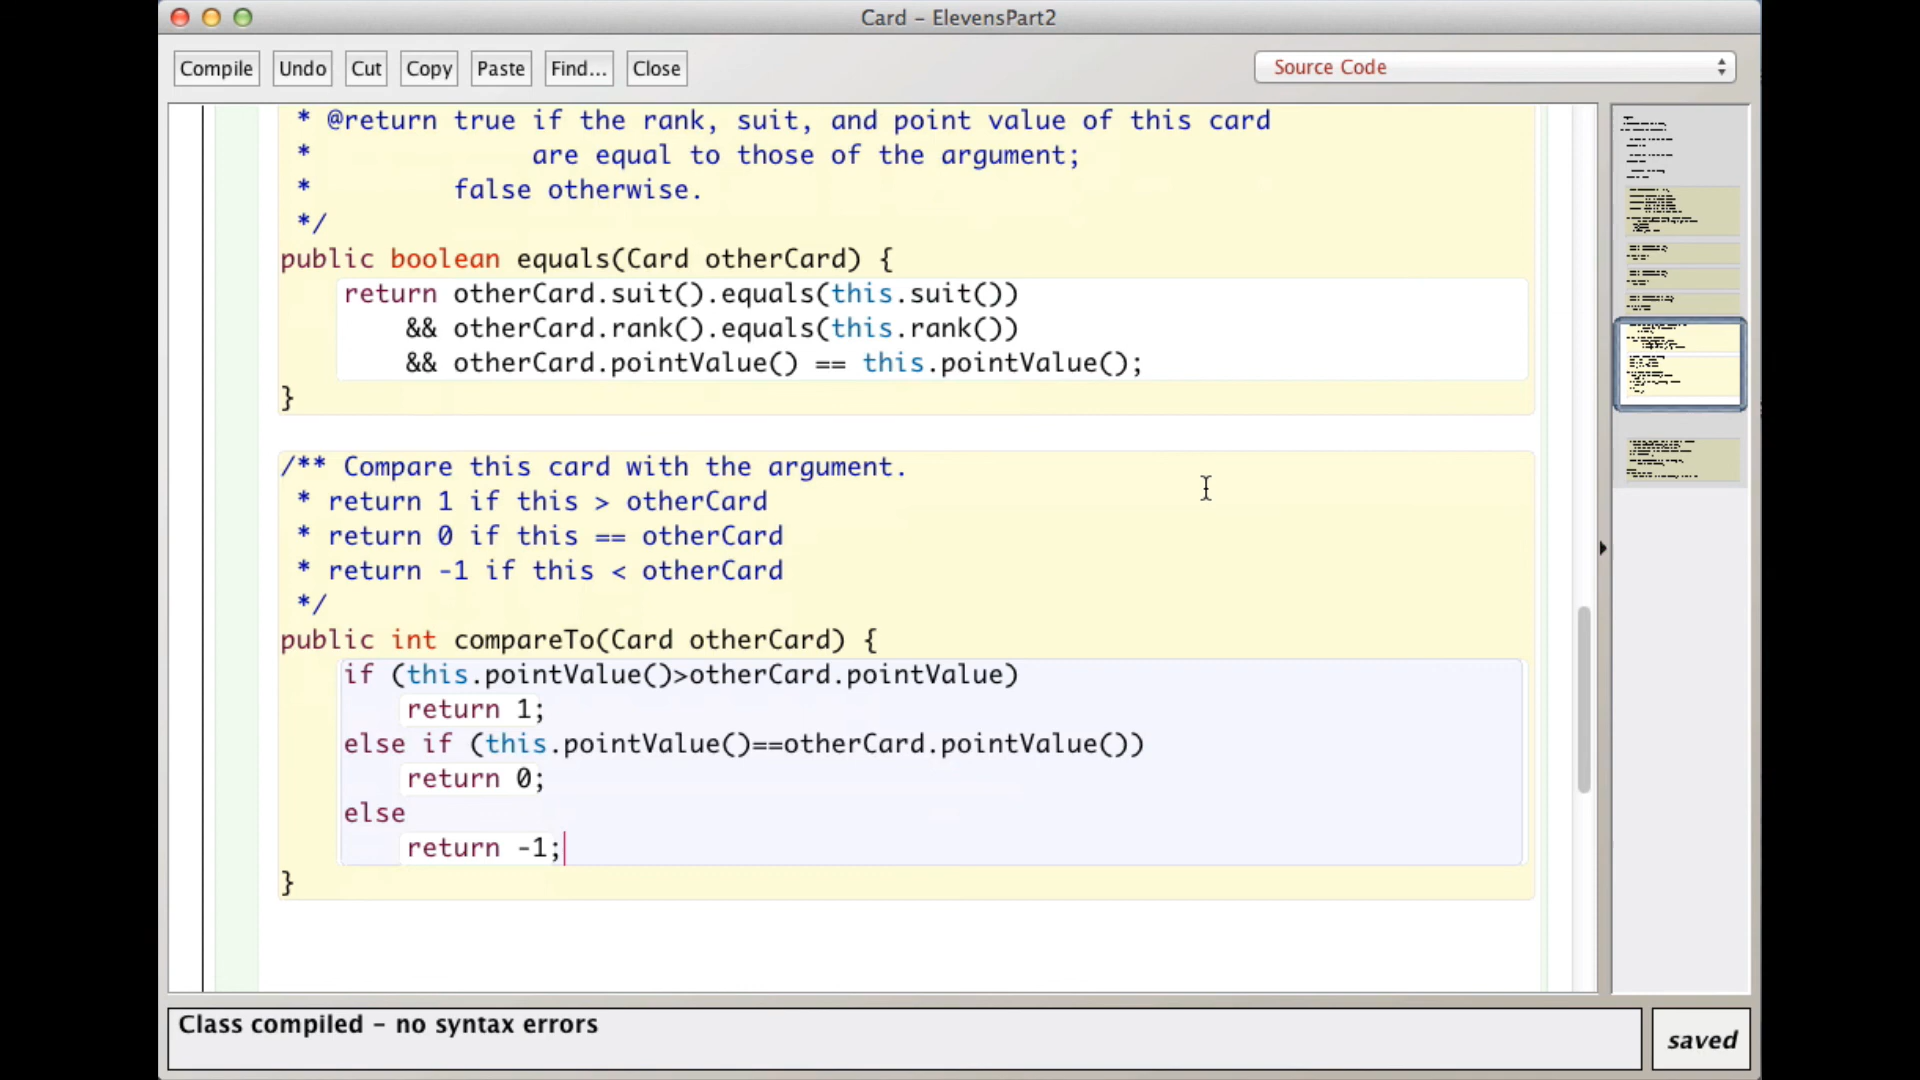 Card – ElevensPart2
Compile Undo Cut Copy Paste Find... Close Source Code
* @return true if the rank, suit, and point value of this card
* are equal to those of the argument;
* false otherwise.
*/
public boolean equals(Card otherCard) {
return otherCard.suit().equals(this.suit())
&& otherCard.rank().equals(this.rank())
&& otherCard.pointValue() == this.pointValue();
}
/** Compare this card with the argument.
* return 1 if this > otherCard
* return 0 if this == otherCard
* return -1 if this < otherCard
*/
public int compareTo(Card otherCard) {
if (this.pointValue()>otherCard.pointValue)
return 1;
else if (this.pointValue()==otherCard.pointValue())
return 0;
else
return -1;
}
Class compiled – no syntax errors
saved